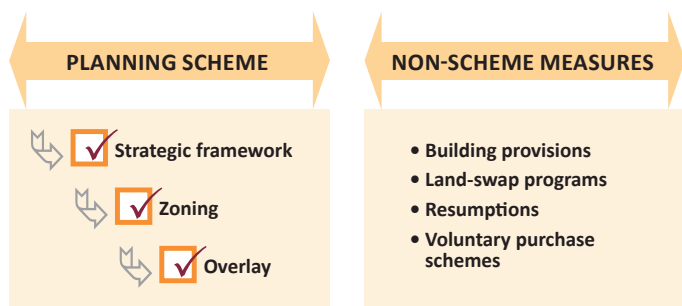 PLANNING SCHEME
Strategic framework
Zoning
Overlay
NON-SCHEME MEASURES
• Building provisions
• Land-swap programs
• Resumptions
• Voluntary purchase
schemes